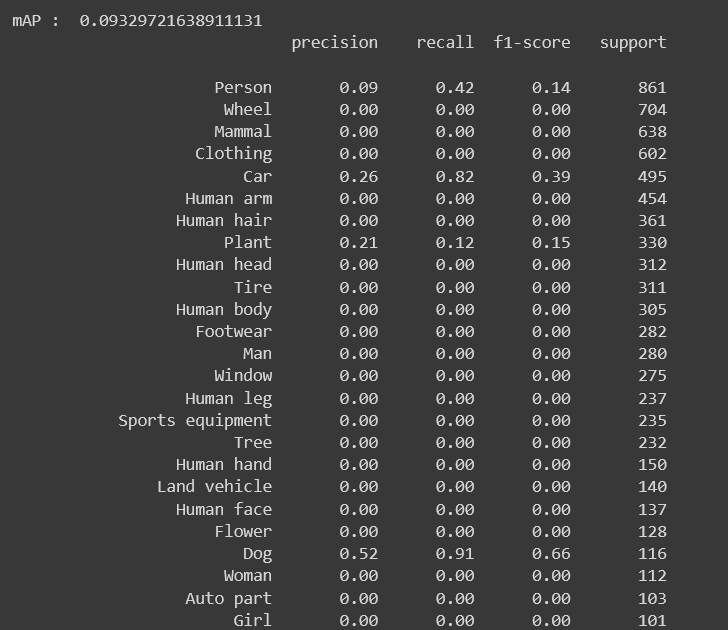 mAP :  0.09329721638911131
precision    recall  f1-score   support
Person       0.09      0.42      0.14       861
Wheel       0.00      0.00      0.00       704
Mammal       0.00      0.00      0.00       638
Clothing       0.00      0.00      0.00       602
Car       0.26      0.82      0.39       495
Human arm       0.00      0.00      0.00       454
Human hair       0.00      0.00      0.00       361
Plant       0.21      0.12      0.15       330
Human head       0.00      0.00      0.00       312
Tire       0.00      0.00      0.00       311
Human body       0.00      0.00      0.00       305
Footwear       0.00      0.00      0.00       282
Man       0.00      0.00      0.00       280
Window       0.00      0.00      0.00       275
Human leg       0.00      0.00      0.00       237
Sports equipment       0.00      0.00      0.00       235
Tree       0.00      0.00      0.00       232
Human hand       0.00      0.00      0.00       150
Land vehicle       0.00      0.00      0.00       140
Human face       0.00      0.00      0.00       137
Flower       0.00      0.00      0.00       128
Dog       0.52      0.91      0.66       116
Woman       0.00      0.00      0.00       112
Auto part       0.00      0.00      0.00       103
Girl       0.00      0.00      0.00       101